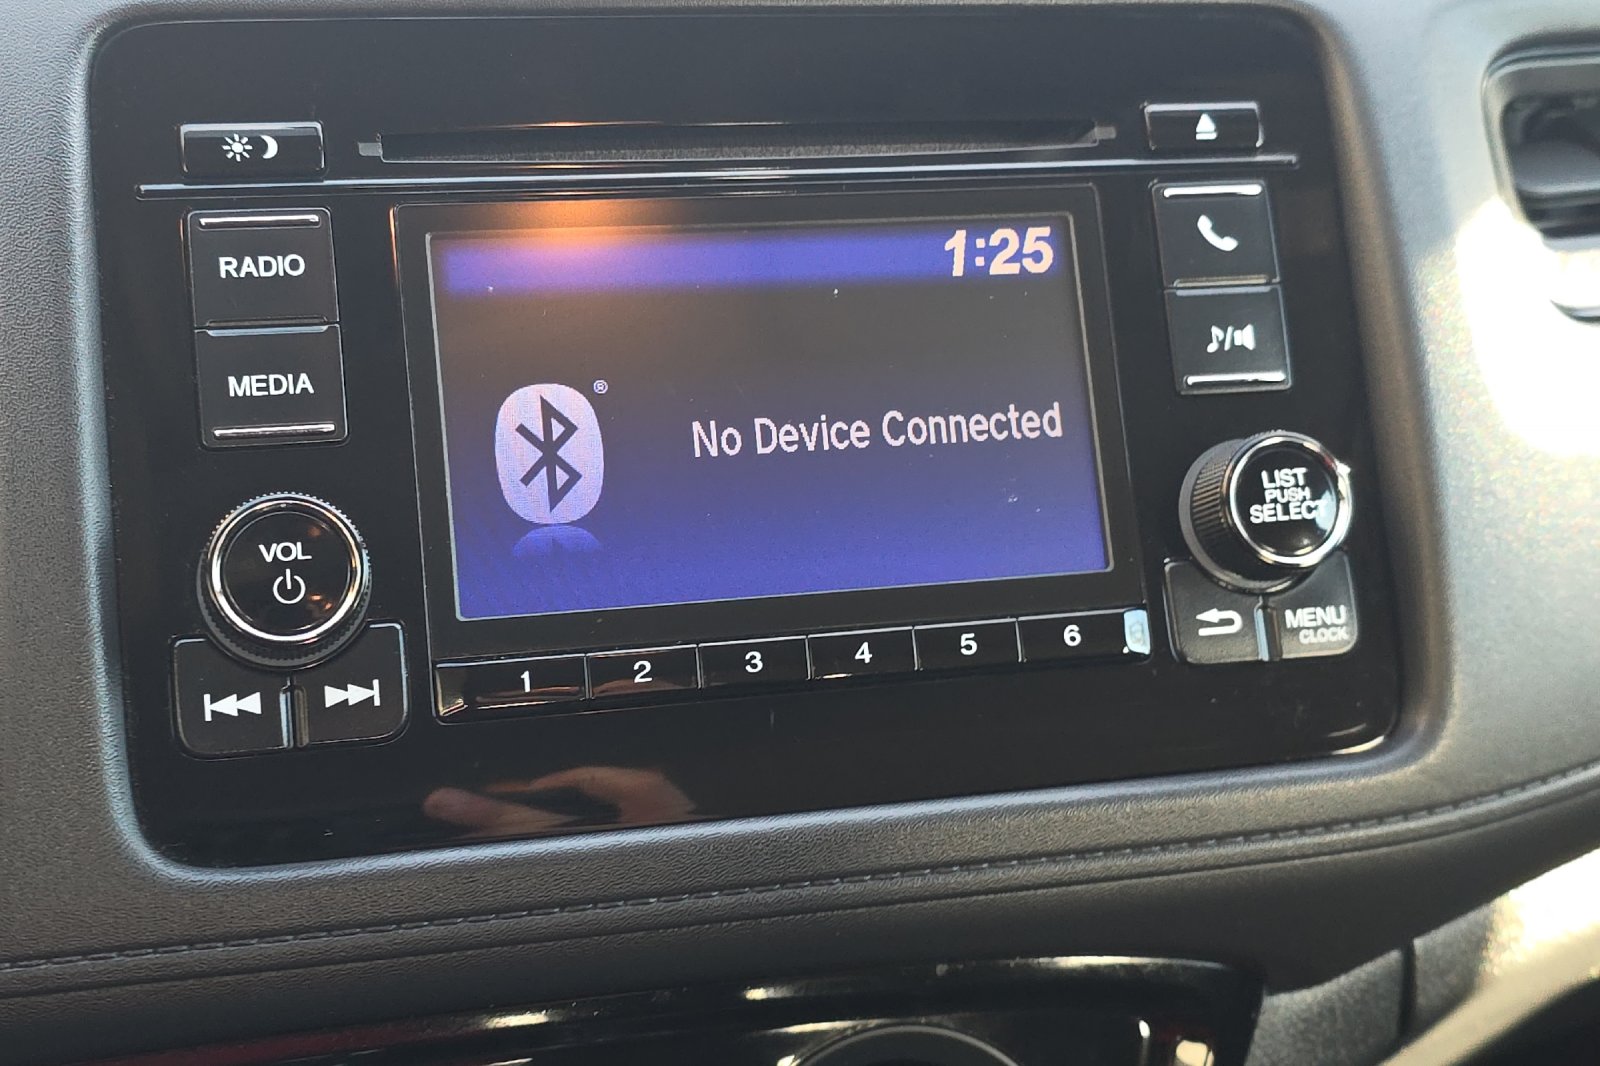 RADIO
MEDIA
VOL
1:25
®
No Device Connected
1
2
3
4
5
6
LIST
PUSH
SELECT
MENU
CLOCK